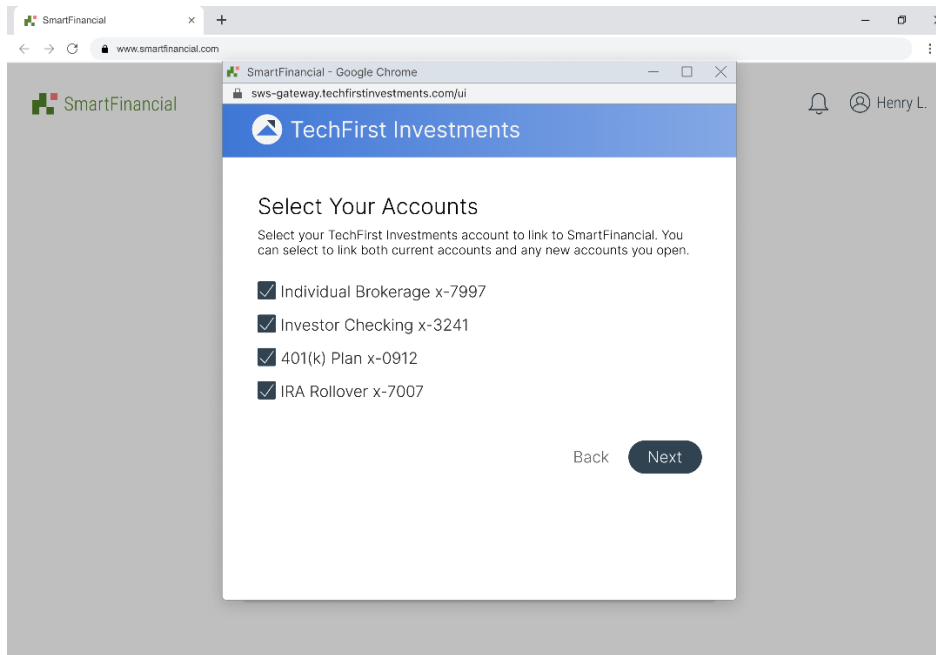 SmartFinancial
www.smartfinancial.com
SmartFinancial - Google Chrome
sws-gateway.techfirstinvestments.com/ui
SmartFinancial
Henry L.
TechFirst Investments
Select Your Accounts
Select your TechFirst Investments account to link to SmartFinancial. You
can select to link both current accounts and any new accounts you open.
Individual Brokerage x-7997
Investor Checking x-3241
401(k) Plan x-0912
IRA Rollover x-7007
Back Next